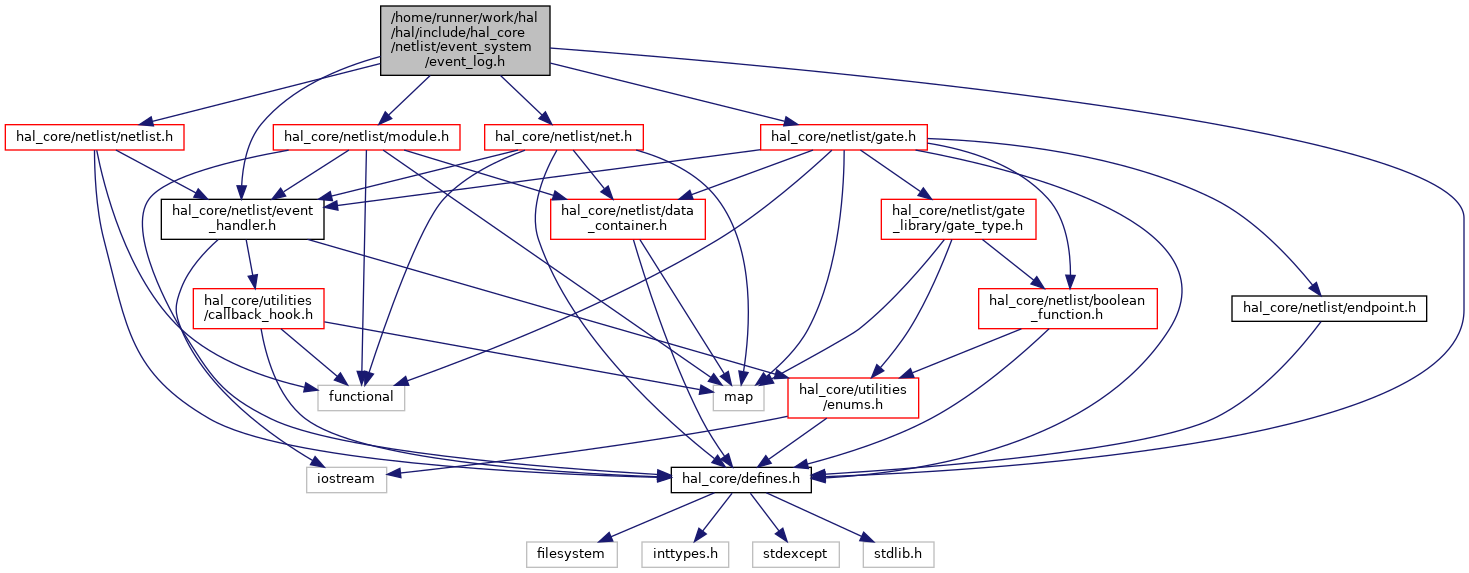 /home/runner/work/hal
/hal/include/hal_core
/netlist/event_system
/event_log.h
hal_core/netlist/netlist.h
hal_core/netlist/module.h
hal_core/netlist/net.h
hal_core/netlist/gate.h
hal_core/netlist/event
_handler.h
hal_core/netlist/data
_container.h
hal_core/netlist/gate
_library/gate_type.h
hal_core/utilities
/callback_hook.h
hal_core/netlist/boolean
_function.h
hal_core/netlist/endpoint.h
functional
map
hal_core/utilities
/enums.h
iostream
hal_core/defines.h
filesystem
inttypes.h
stdexcept
stdlib.h